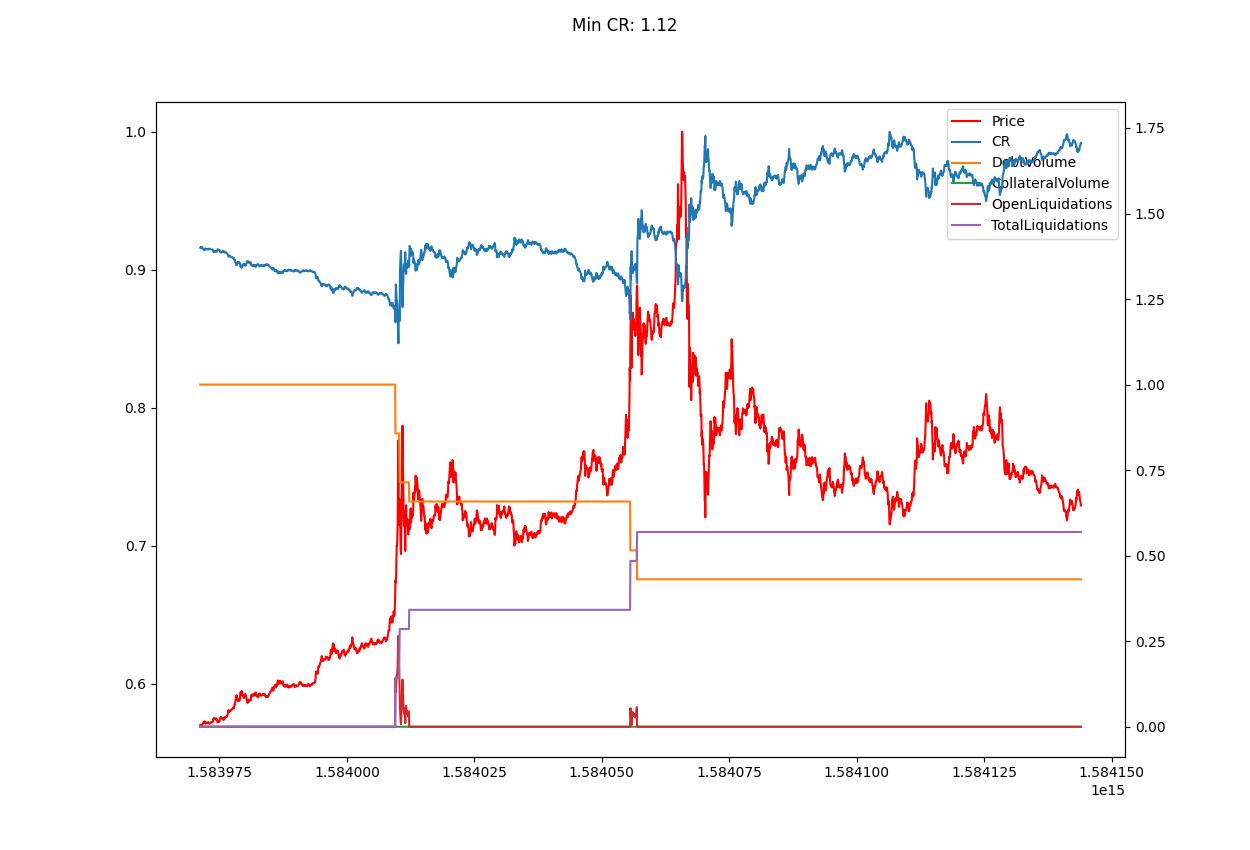 Min CR: 1.12
1.0
0.9
0.8
0.7
0.6
1.75
1.50
1.25
1.00
0.75
0.50
0.25
0.00
Price
CR
DebtVolume
CollateralVolume
OpenLiquidations
TotalLiquidations
1.583975 1.584000 1.584025 1.584050 1.584075 1.584100 1.584125 1.584150
1e15